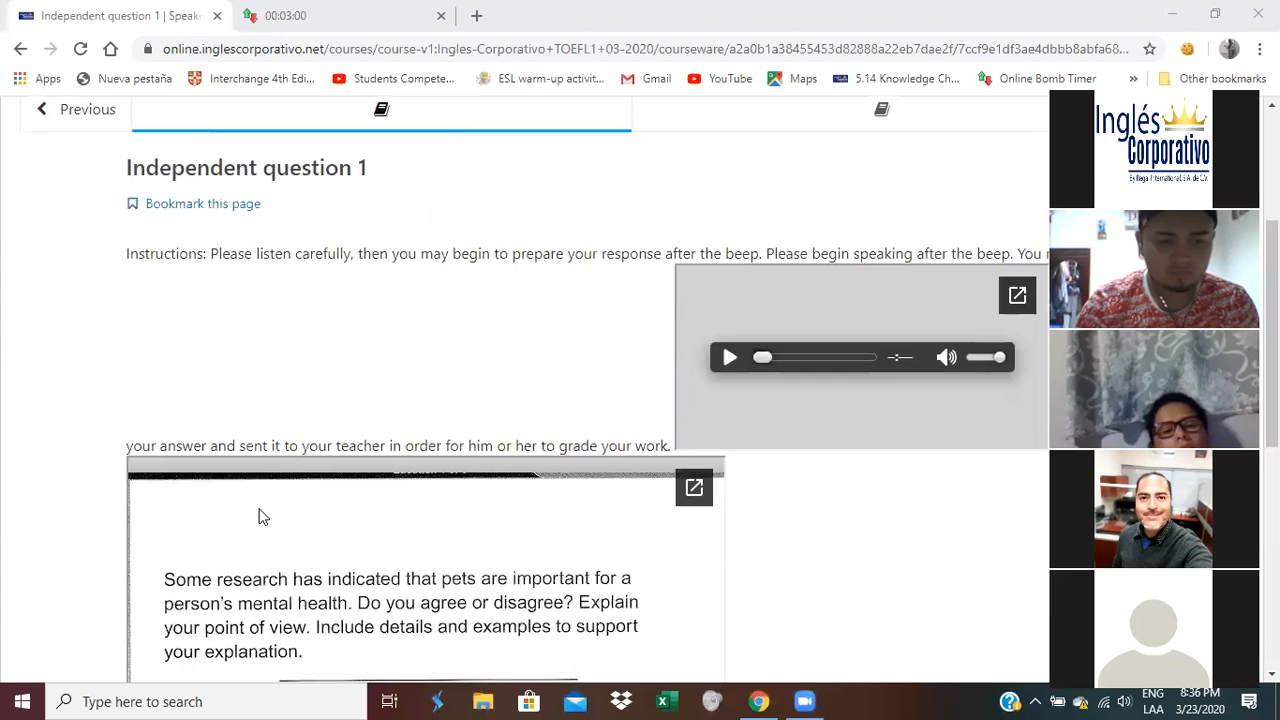 Independent question 1 | Speak
00:03:00
online.inglescorporativo.net/courses/course-v1:Ingles-Corporativo+TOEFL1+03-2020/courseware/a2a0b1a38455453d82888a22eb7dae2f/7ccf9e1df3ae4dbbb8abfa68...
Apps
Nueva pestaña
Interchange 4th Edi...
Students Compete...
ESL warm-up activit...
Gmail
YouTube
Maps
5.14 Knowledge Ch...
Online Bomb Timer
Other bookmarks
Previous
Independent question 1
Bookmark this page
Instructions: Please listen carefully, then you may begin to prepare your response after the beep. Please begin speaking after the beep. You
your answer and sent it to your teacher in order for him or her to grade your work.
Some research has indicated that pets are important for a
person's mental health. Do you agree or disagree? Explain
your point of view. Include details and examples to support
your explanation.
Inglés
Corporativo
Type here to search
ENG
LAA
8:36 PM
3/23/2020